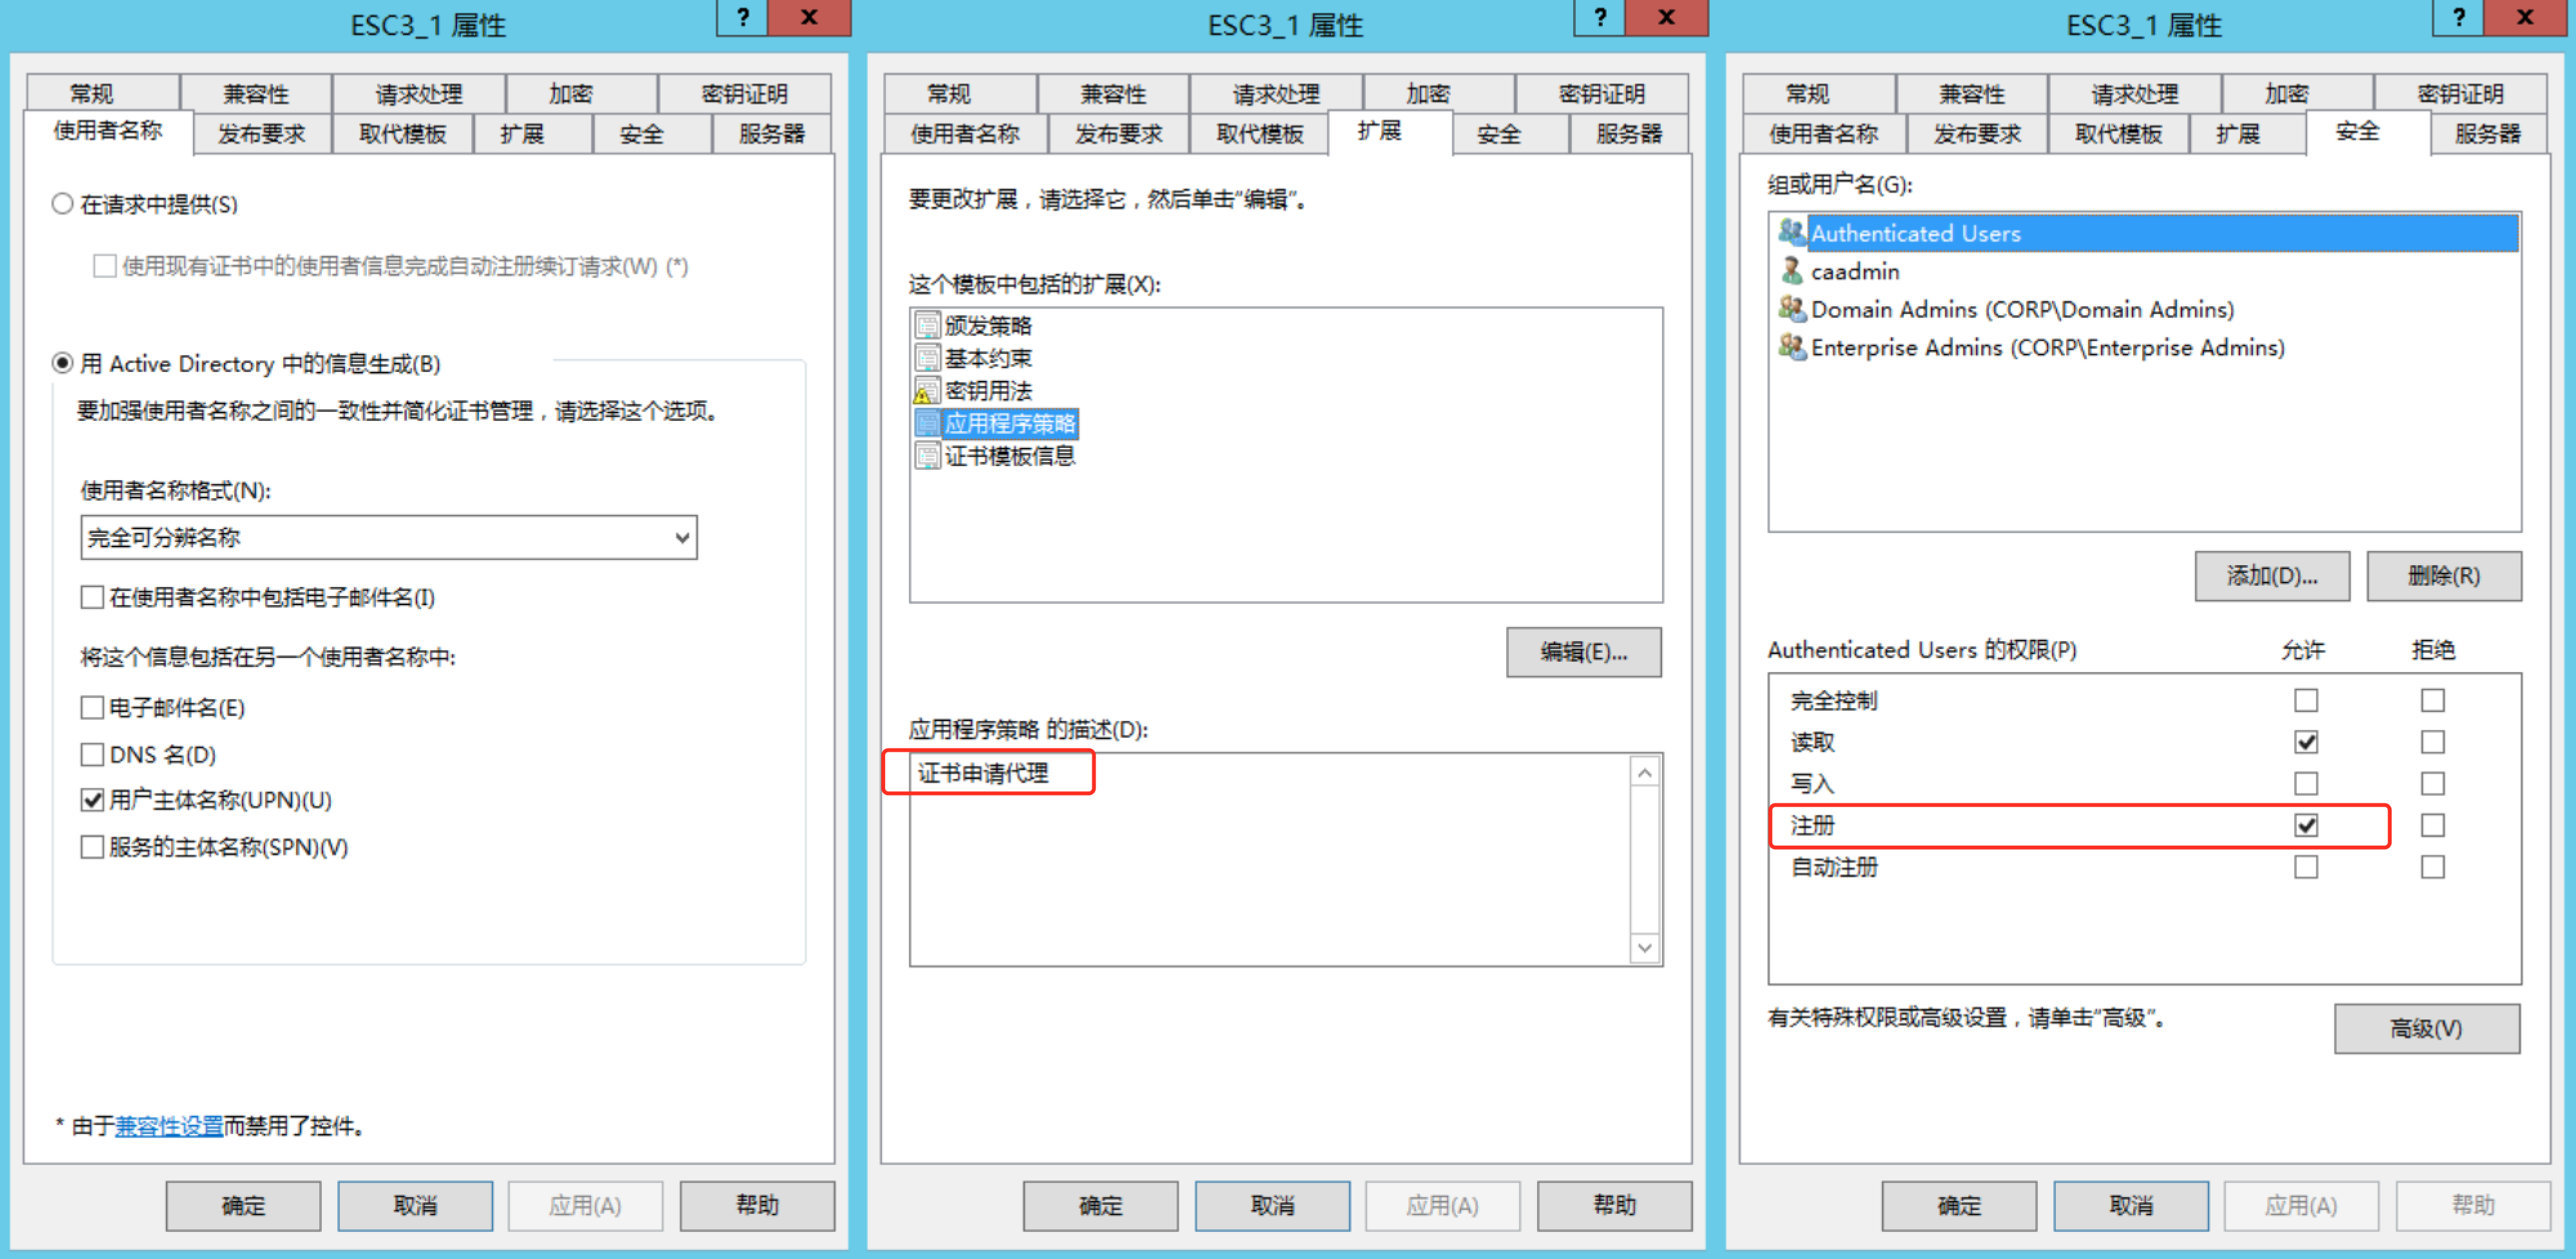 ESC3_1 属性
?
x
常规
兼容性
请求处理
加密
密钥证明
使用者名称
发布要求
取代模板
扩展
安全
服务器
在请求中提供(S)
使用现有证书中的使用者信息完成自动注册续订请求(W) (*)
用 Active Directory 中的信息生成(B)
要加强使用者名称之间的一致性并简化证书管理，请选择这个选项。
使用者名称格式(N):
完全可分辨名称
在使用者名称中包括电子邮件名(I)
将这个信息包括在另一个使用者名称中:
电子邮件名(E)
DNS 名(D)
用户主体名称(UPN)(U)
服务的主体名称(SPN)(V)
* 由于兼容性设置而禁用了控件。
确定
取消
应用(A)
帮助
ESC3_1 属性
?
x
常规
兼容性
请求处理
加密
密钥证明
使用者名称
发布要求
取代模板
扩展
安全
服务器
要更改扩展，请选择它，然后单击“编辑”。
这个模板中包括的扩展(X):
颁发策略
基本约束
密钥用法
应用程序策略
证书模板信息
编辑(E)...
应用程序策略 的描述(D):
证书申请代理
确定
取消
应用(A)
帮助
ESC3_1 属性
?
x
常规
兼容性
请求处理
加密
密钥证明
使用者名称
发布要求
取代模板
扩展
安全
服务器
组或用户名(G):
Authenticated Users
caadmin
Domain Admins (CORP\Domain Admins)
Enterprise Admins (CORP\Enterprise Admins)
添加(D)...
删除(R)
Authenticated Users 的权限(P)
允许
拒绝
完全控制
读取
写入
注册
自动注册
有关特殊权限或高级设置，请单击“高级”。
高级(V)
确定
取消
应用(A)
帮助